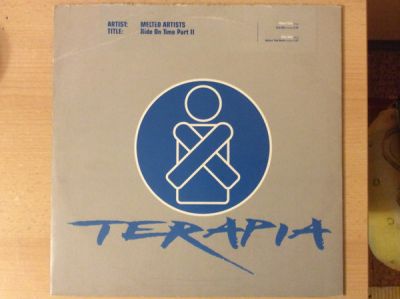 ARTIST: MELTED ARTISTS
TITLE: Ride On Time Part II
TERAPIA